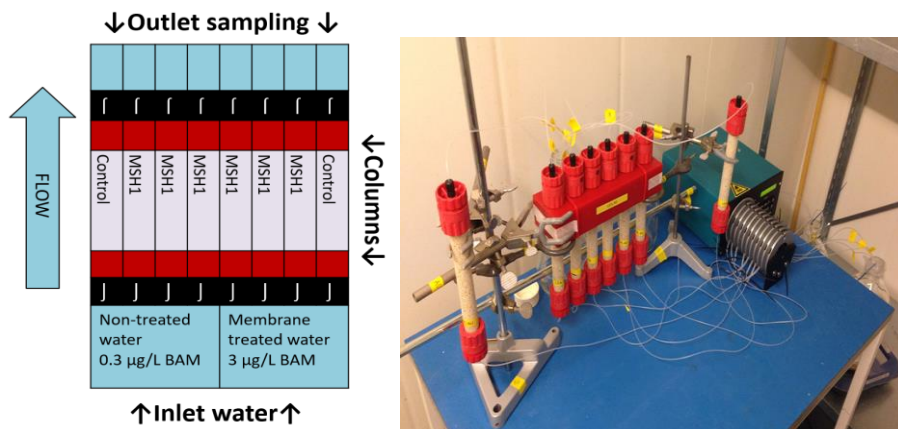 ↓Outlet sampling ↓
FLOW
Control
MSH1
MSH1
MSH1
MSH1
MSH1
MSH1
Control
↓Columns↓
Non-treated
water
0.3 µg/L BAM
Membrane
treated water
3 µg/L BAM
↑Inlet water↑